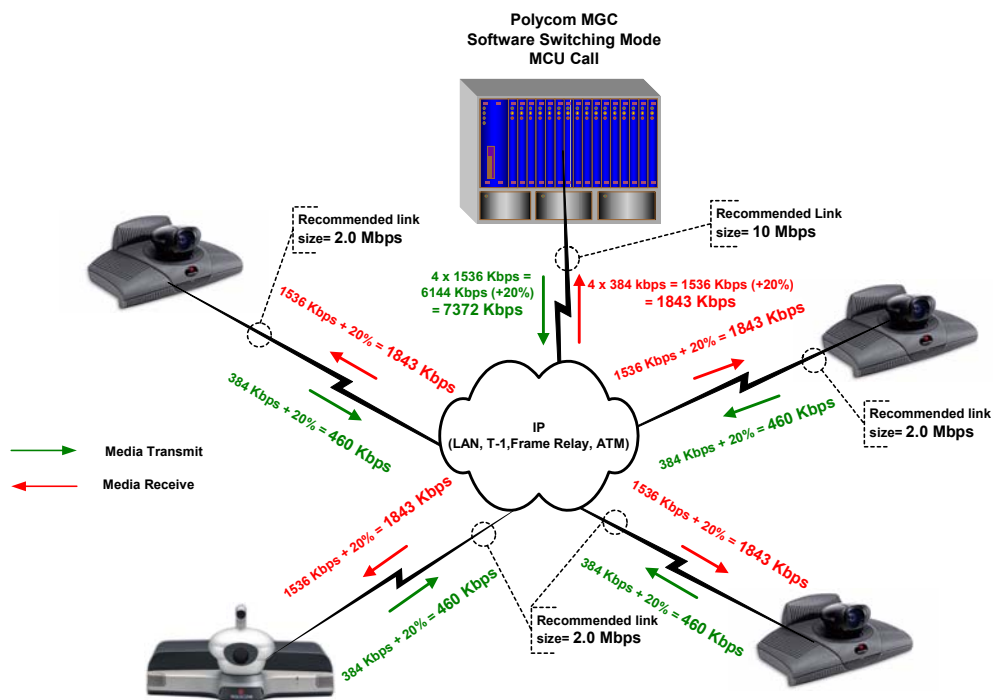 Polycom MGC
Software Switching Mode
MCU Call
Recommended link
size= 2.0 Mbps
Recommended Link
size= 10 Mbps
4 x 1536 Kbps =
6144 Kbps (+20%)
= 7372 Kbps
4 x 384 kbps = 1536 Kbps (+20%)
= 1843 Kbps
1536 Kbps + 20% = 1843 Kbps
384 Kbps + 20% = 460 Kbps
1536 Kbps + 20% = 1843 Kbps
384 Kbps + 20% = 460 Kbps
Recommended link
size= 2.0 Mbps
IP
(LAN, T-1,Frame Relay, ATM)
Media Transmit
Media Receive
1536 Kbps + 20% = 1843 Kbps
384 Kbps + 20% = 460 Kbps
1536 Kbps + 20% = 1843 Kbps
384 Kbps + 20% = 460 Kbps
Recommended link
size= 2.0 Mbps
POLYCOM